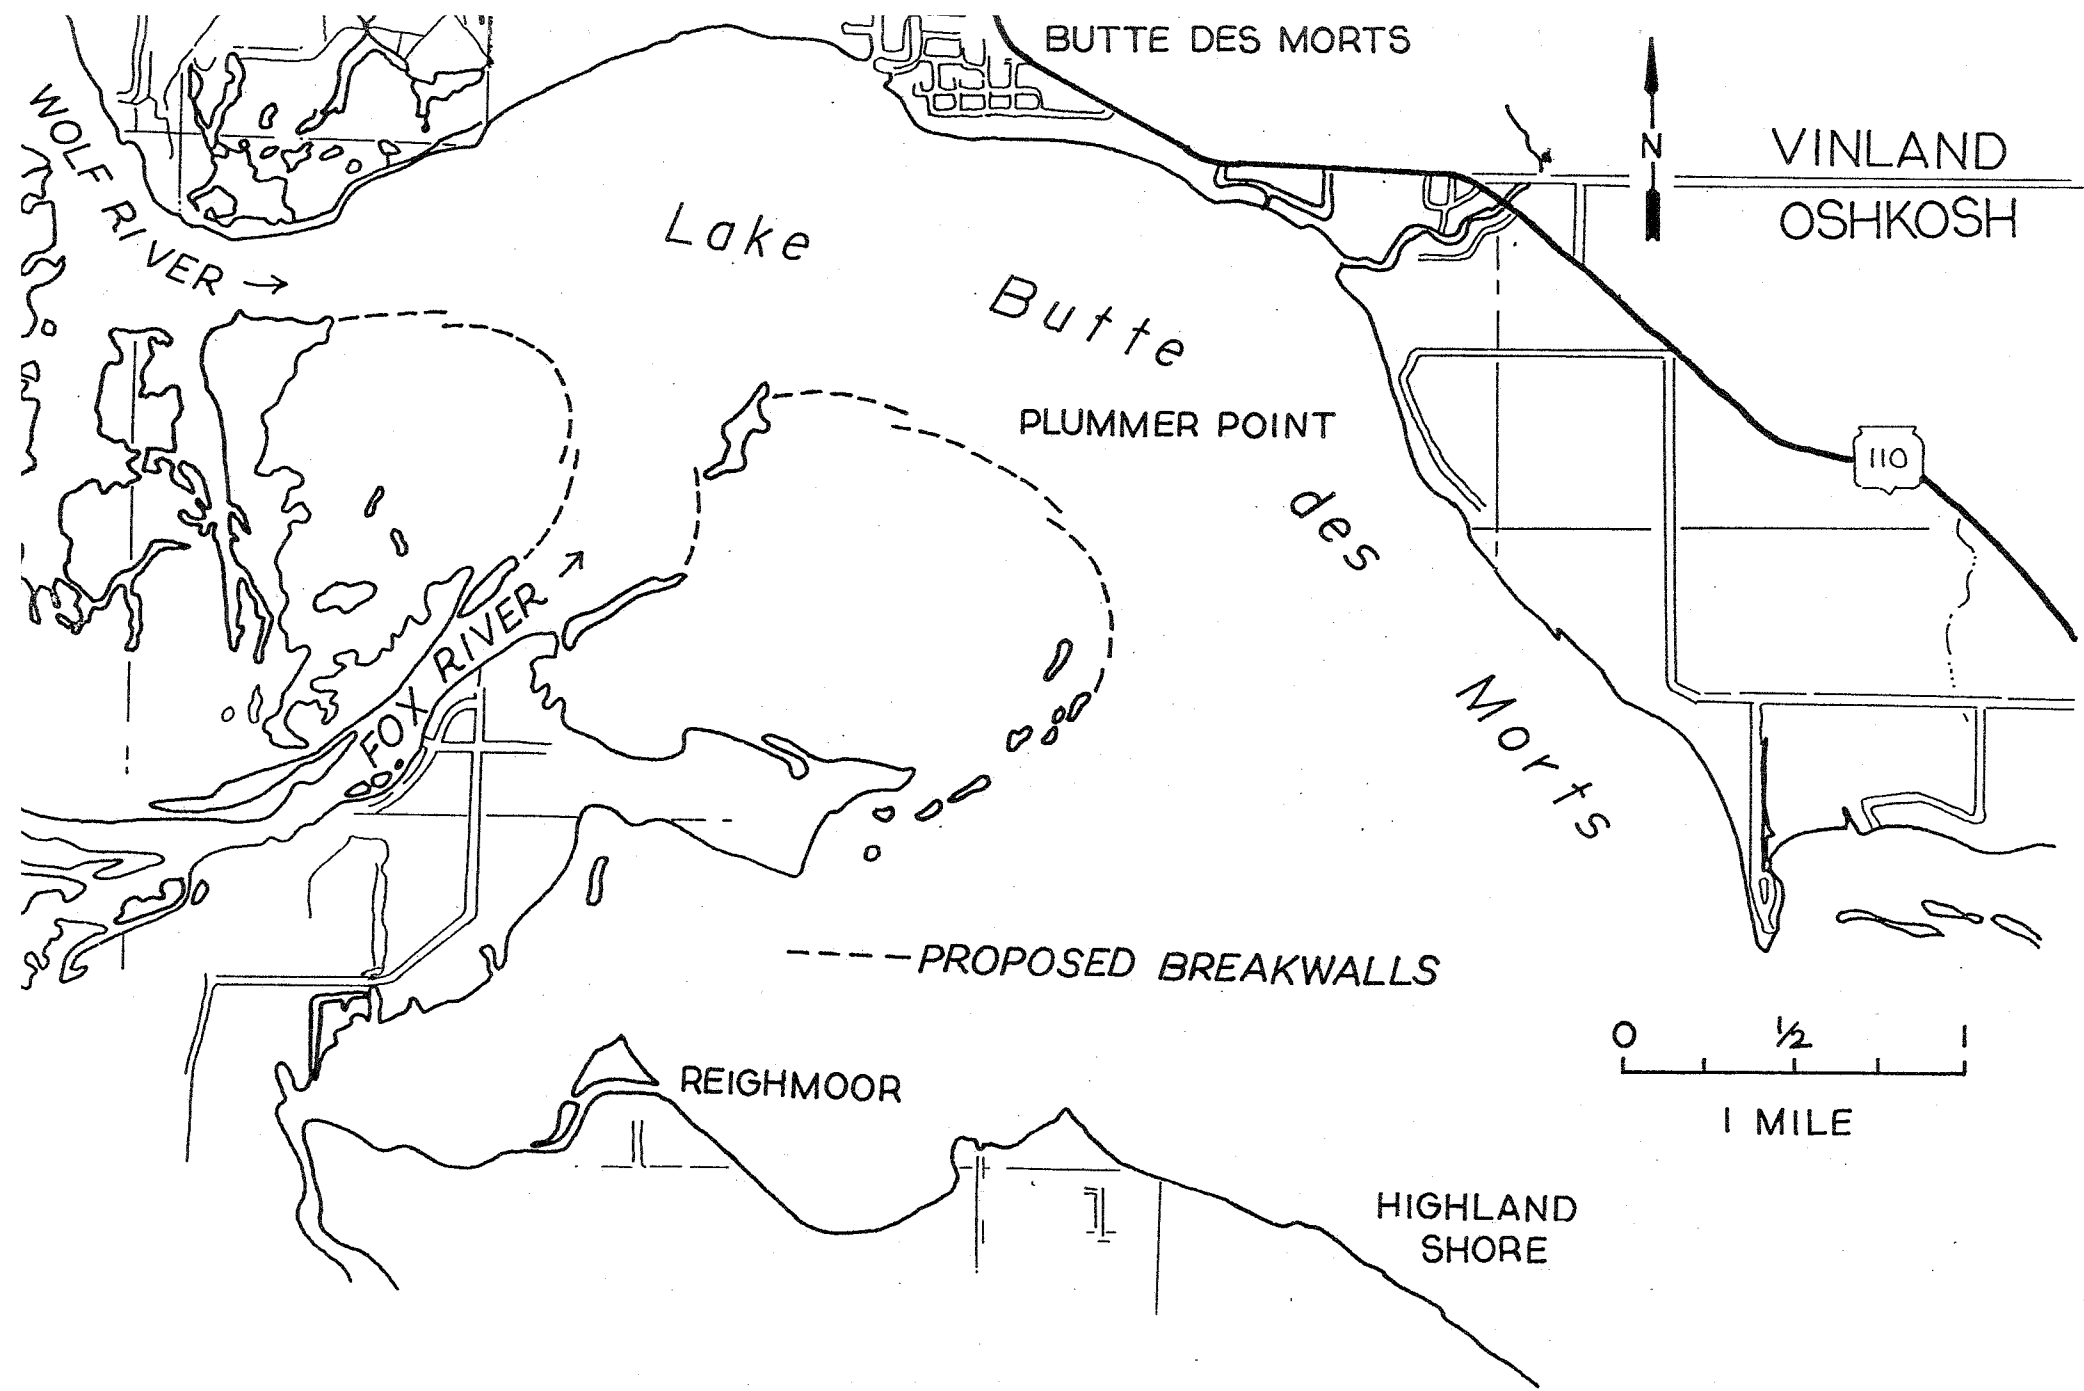 BUTTE DES MORTS
WOLF RIVER →
N
VINLAND
OSHKOSH
Lake
Butte
des
Morts
PLUMMER POINT
110
FOX RIVER →
PROPOSED BREAKWALLS
0 1/2 1
1 MILE
REIGHMOOR
HIGHLAND
SHORE